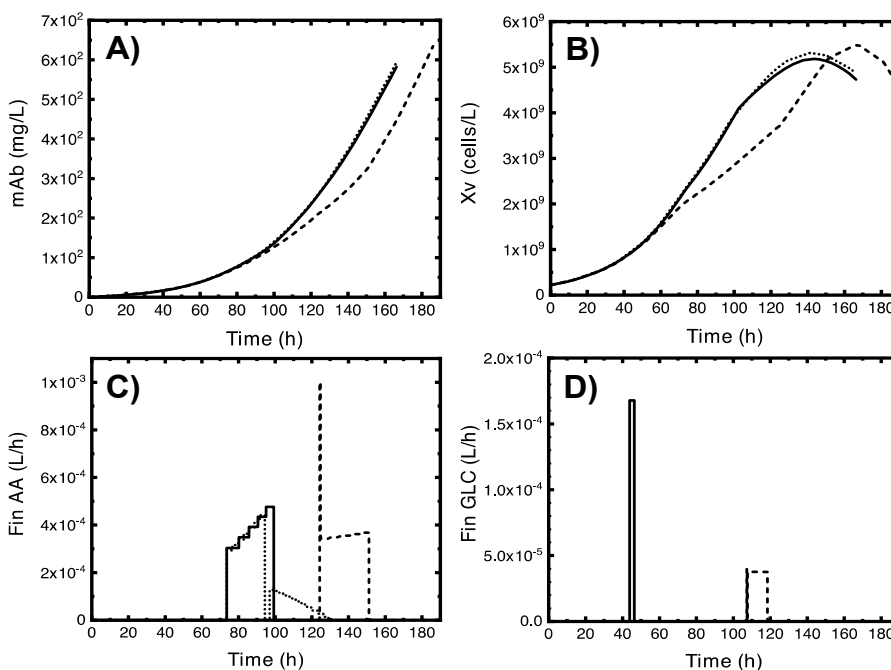 A)
mAb (mg/L)
7x10²
6x10²
5x10²
4x10²
3x10²
2x10²
1x10²
0
0 20 40 60 80 100 120 140 160 180
Time (h)
B)
Xv (cells/L)
6x10⁹
5x10⁹
4x10⁹
3x10⁹
2x10⁹
1x10⁹
0
0 20 40 60 80 100 120 140 160 180
Time (h)
C)
Fin AA (L/h)
1x10⁻³
8x10⁻⁴
6x10⁻⁴
4x10⁻⁴
2x10⁻⁴
0
0 20 40 60 80 100 120 140 160 180
Time (h)
D)
Fin GLC (L/h)
2.0x10⁻⁴
1.5x10⁻⁴
1.0x10⁻⁴
5.0x10⁻⁵
0.0
0 20 40 60 80 100 120 140 160 180
Time (h)